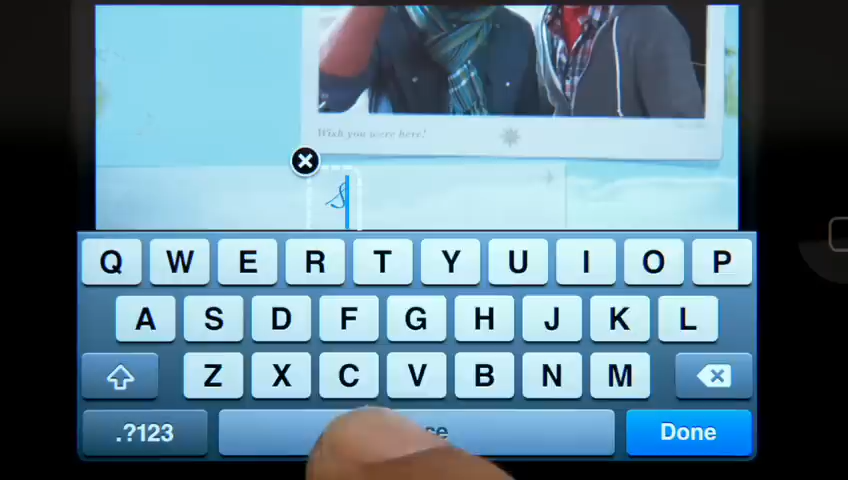 Wish you were here!
S
Q W E R T Y U I O P
A S D F G H J K L
Z X C V B N M
.?123 Done